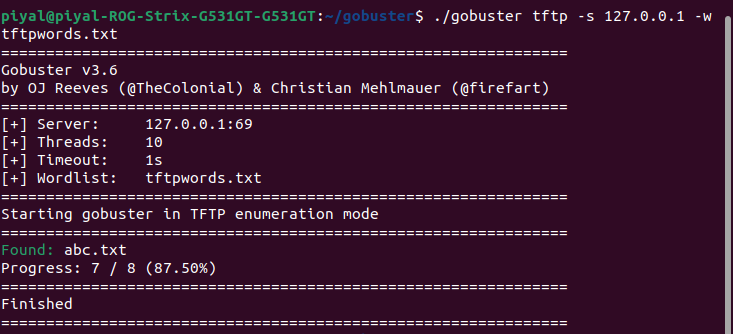 piyal@piyal-ROG-Strix-G531GT-G531GT:~/gobuster$ ./gobuster tftp -s 127.0.0.1 -w
tftpwords.txt
===============================================================
Gobuster v3.6
by OJ Reeves (@TheColonial) & Christian Mehlmauer (@firefart)
===============================================================
[+] Server:     127.0.0.1:69
[+] Threads:    10
[+] Timeout:    1s
[+] Wordlist:   tftpwords.txt
===============================================================
Starting gobuster in TFTP enumeration mode
===============================================================
Found: abc.txt
Progress: 7 / 8 (87.50%)
===============================================================
Finished
===============================================================